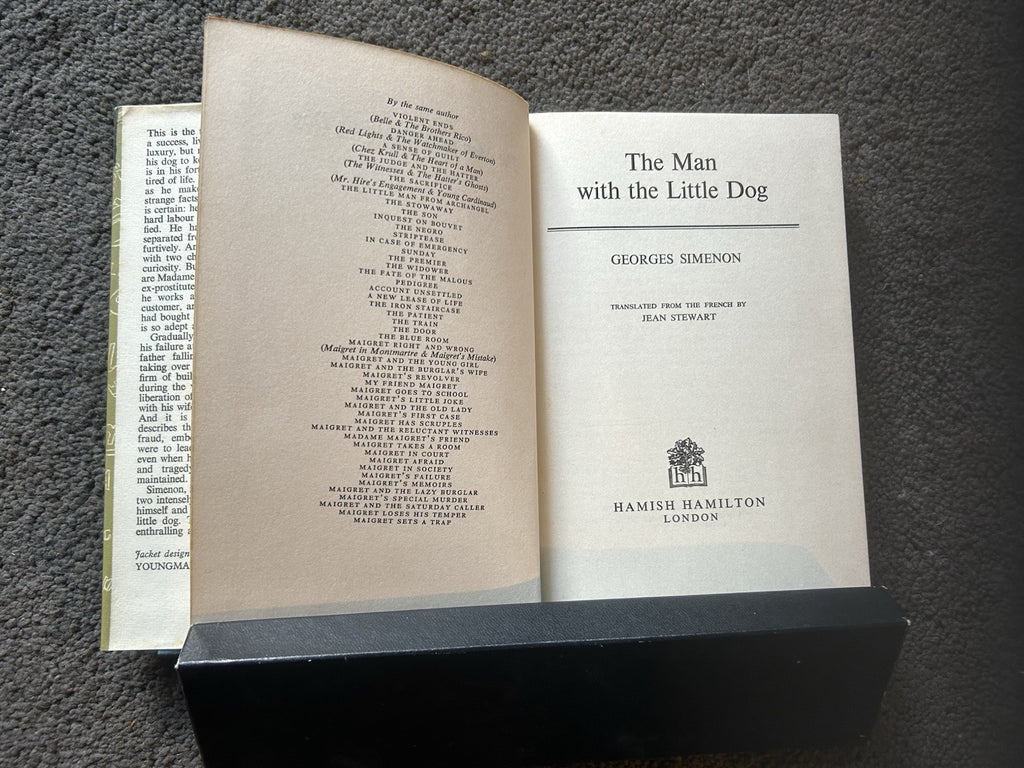 This is the
a success, li
luxury, but
his dog to k
is in his for
tired of life.
as he mak
strange facts
is certain: he
hard labour
fied. He ha
separated fr
furtively. An
with two ch
curiosity. Bu
are Madame
ex-prostitute
he works a
customer, an
had bought
is so adept a
Gradually
his failure a
father fallin
taking over
firm of buil
during the
liberation of
with his wif
And it is
describes th
fraud, emb
were to lea
even when h
and tragedy
maintained.
Simenon,
two intensel
himself and
little dog. T
enthralling a
Jacket design
YOUNGMA
By the same author
VIOLENT ENDS
(Belle & The Brothers Rico)
DANGER AHEAD
(Red Lights & The Watchmaker of Everton)
A SENSE OF GUILT
(Chez Krull & The Heart of a Man)
THE JUDGE AND THE HATTER
(The Witnesses & The Hatter's Ghosts)
THE SACRIFICE
(Mr. Hire's Engagement & Young Cardinaud)
THE LITTLE MAN FROM ARCHANGEL
THE STOWAWAY
THE SON
INQUEST ON BOUVET
THE NEGRO
STRIPTEASE
IN CASE OF EMERGENCY
SUNDAY
THE PREMIER
THE WIDOWER
THE FATE OF THE MALOUS
PEDIGREE
ACCOUNT UNSETTLED
A NEW LEASE OF LIFE
THE IRON STAIRCASE
THE PATIENT
THE TRAIN
THE DOOR
THE BLUE ROOM
MAIGRET RIGHT AND WRONG
(Maigret in Montmartre & Maigret's Mistake)
MAIGRET AND THE YOUNG GIRL
MAIGRET AND THE BURGLAR'S WIFE
MAIGRET'S REVOLVER
MY FRIEND MAIGRET
MAIGRET GOES TO SCHOOL
MAIGRET'S LITTLE JOKE
MAIGRET AND THE OLD LADY
MAIGRET'S FIRST CASE
MAIGRET HAS SCRUPLES
MAIGRET AND THE RELUCTANT WITNESSES
MADAME MAIGRET'S FRIEND
MAIGRET TAKES A ROOM
MAIGRET IN COURT
MAIGRET AFRAID
MAIGRET IN SOCIETY
MAIGRET'S FAILURE
MAIGRET'S MEMOIRS
MAIGRET AND THE LAZY BURGLAR
MAIGRET'S SPECIAL MURDER
MAIGRET AND THE SATURDAY CALLER
MAIGRET LOSES HIS TEMPER
MAIGRET SETS A TRAP
The Man
with the Little Dog
GEORGES SIMENON
TRANSLATED FROM THE FRENCH BY
JEAN STEWART
hh
HAMISH HAMILTON
LONDON